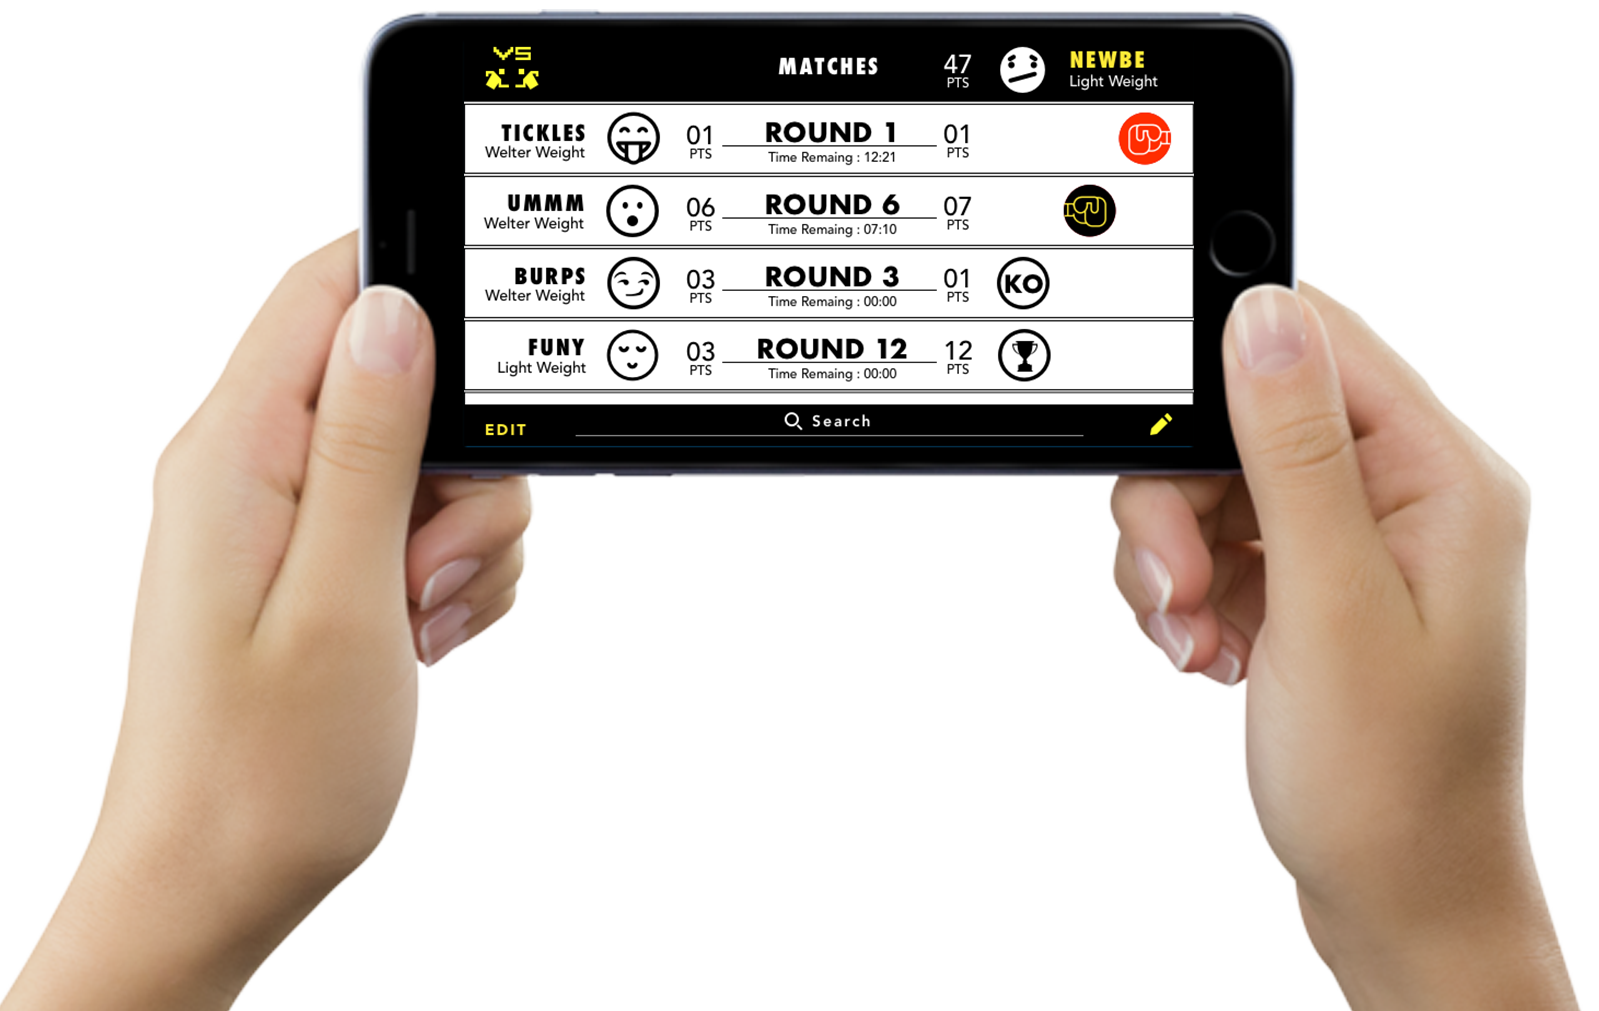 VS
MATCHES
47
PTS
NEWBE
Light Weight
TICKLES
Welter Weight
01
PTS
ROUND 1
Time Remaing : 12:21
01
PTS
UMMM
Welter Weight
06
PTS
ROUND 6
Time Remaing : 07:10
07
PTS
BURPS
Welter Weight
03
PTS
ROUND 3
Time Remaing : 00:00
01
PTS
KO
FUNY
Light Weight
03
PTS
ROUND 12
Time Remaing : 00:00
12
PTS
EDIT
Search